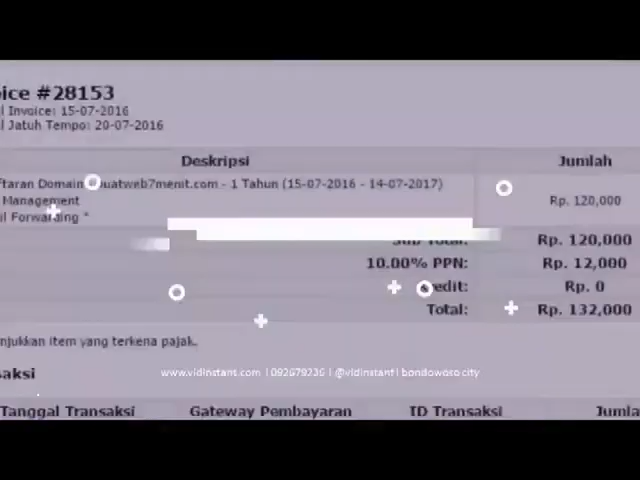 ice #28153
l Invoice: 15-07-2016
l Jatuh Tempo: 20-07-2016
Deskripsi Jumlah
ftaran Domain buatweb7menit.com - 1 Tahun (15-07-2016 - 14-07-2017)
Management Rp. 120,000
il Forwarding *
Sub Total: Rp. 120,000
10.00% PPN: Rp. 12,000
Credit: Rp. 0
Total: Rp. 132,000
njukkan item yang terkena pajak.
saksi
www.vidinstant.com | 092679236 | @vidinstant | bondowoso city
Tanggal Transaksi Gateway Pembayaran ID Transaksi Jumla